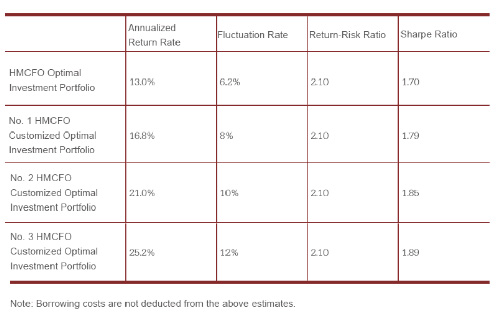 Annualized
Return Rate
Fluctuation Rate
Return-Risk Ratio
Sharpe Ratio
HMCFO Optimal
Investment Portfolio
13.0%
6.2%
2.10
1.70
No. 1 HMCFO
Customized Optimal
Investment Portfolio
16.8%
8%
2.10
1.79
No. 2 HMCFO
Customized Optimal
Investment Portfolio
21.0%
10%
2.10
1.85
No. 3 HMCFO
Customized Optimal
Investment Portfolio
25.2%
12%
2.10
1.89
Note: Borrowing costs are not deducted from the above estimates.